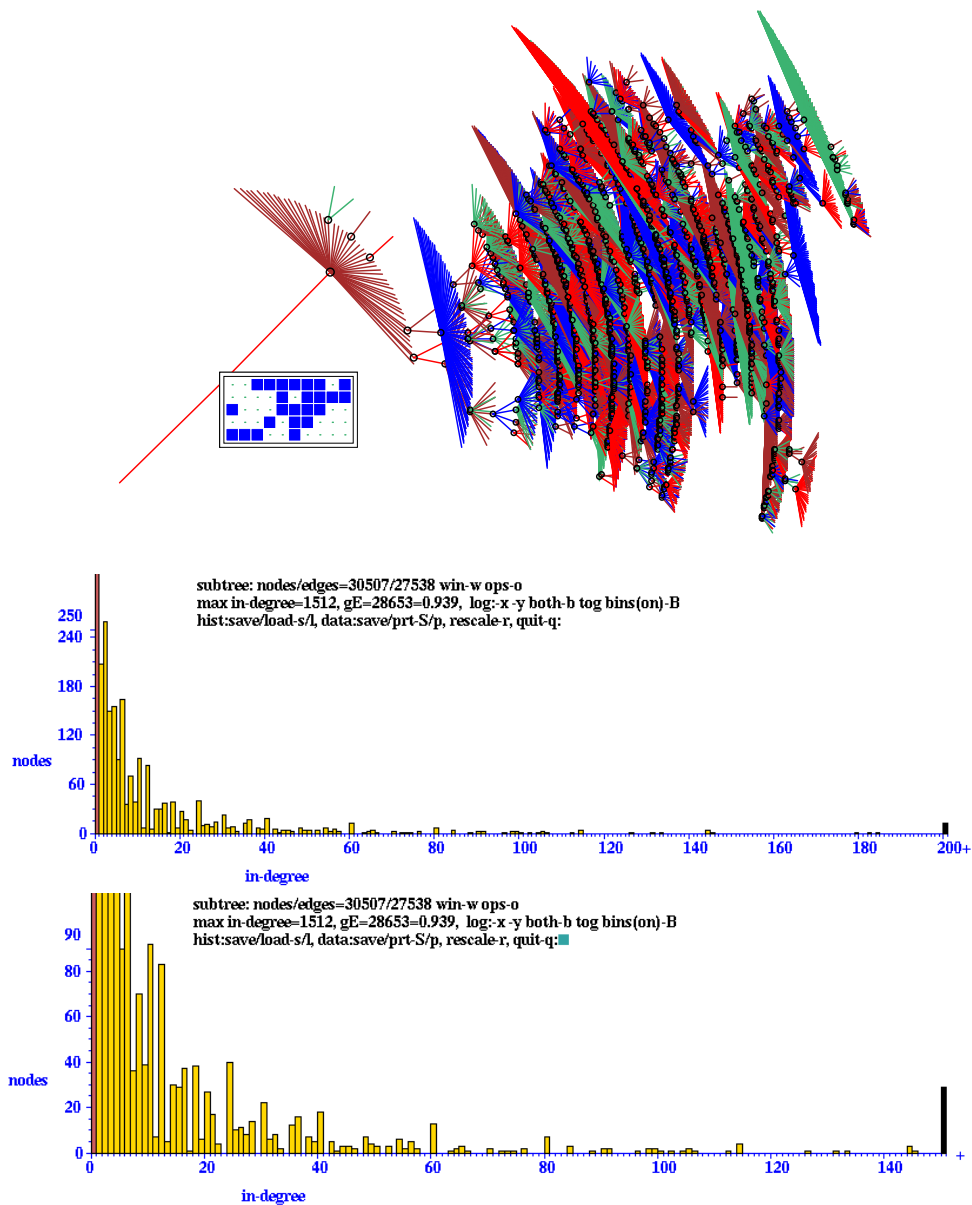 subtree: nodes/edges=30507/27538 win-w ops-o
max in-degree=1512, gE=28653=0.939, log:-x -y both-b tog bins(on)-B
hist:save/load-s/l, data:save/prt-S/p, rescale-r, quit-q:
250
240
180
120
nodes
60
0
0 20 40 60 80 100 120 140 160 180 200+
in-degree
subtree: nodes/edges=30507/27538 win-w ops-o
max in-degree=1512, gE=28653=0.939, log:-x -y both-b tog bins(on)-B
hist:save/load-s/l, data:save/prt-S/p, rescale-r, quit-q:
90
80
60
40
nodes
20
0
0 20 40 60 80 100 120 140 +
in-degree